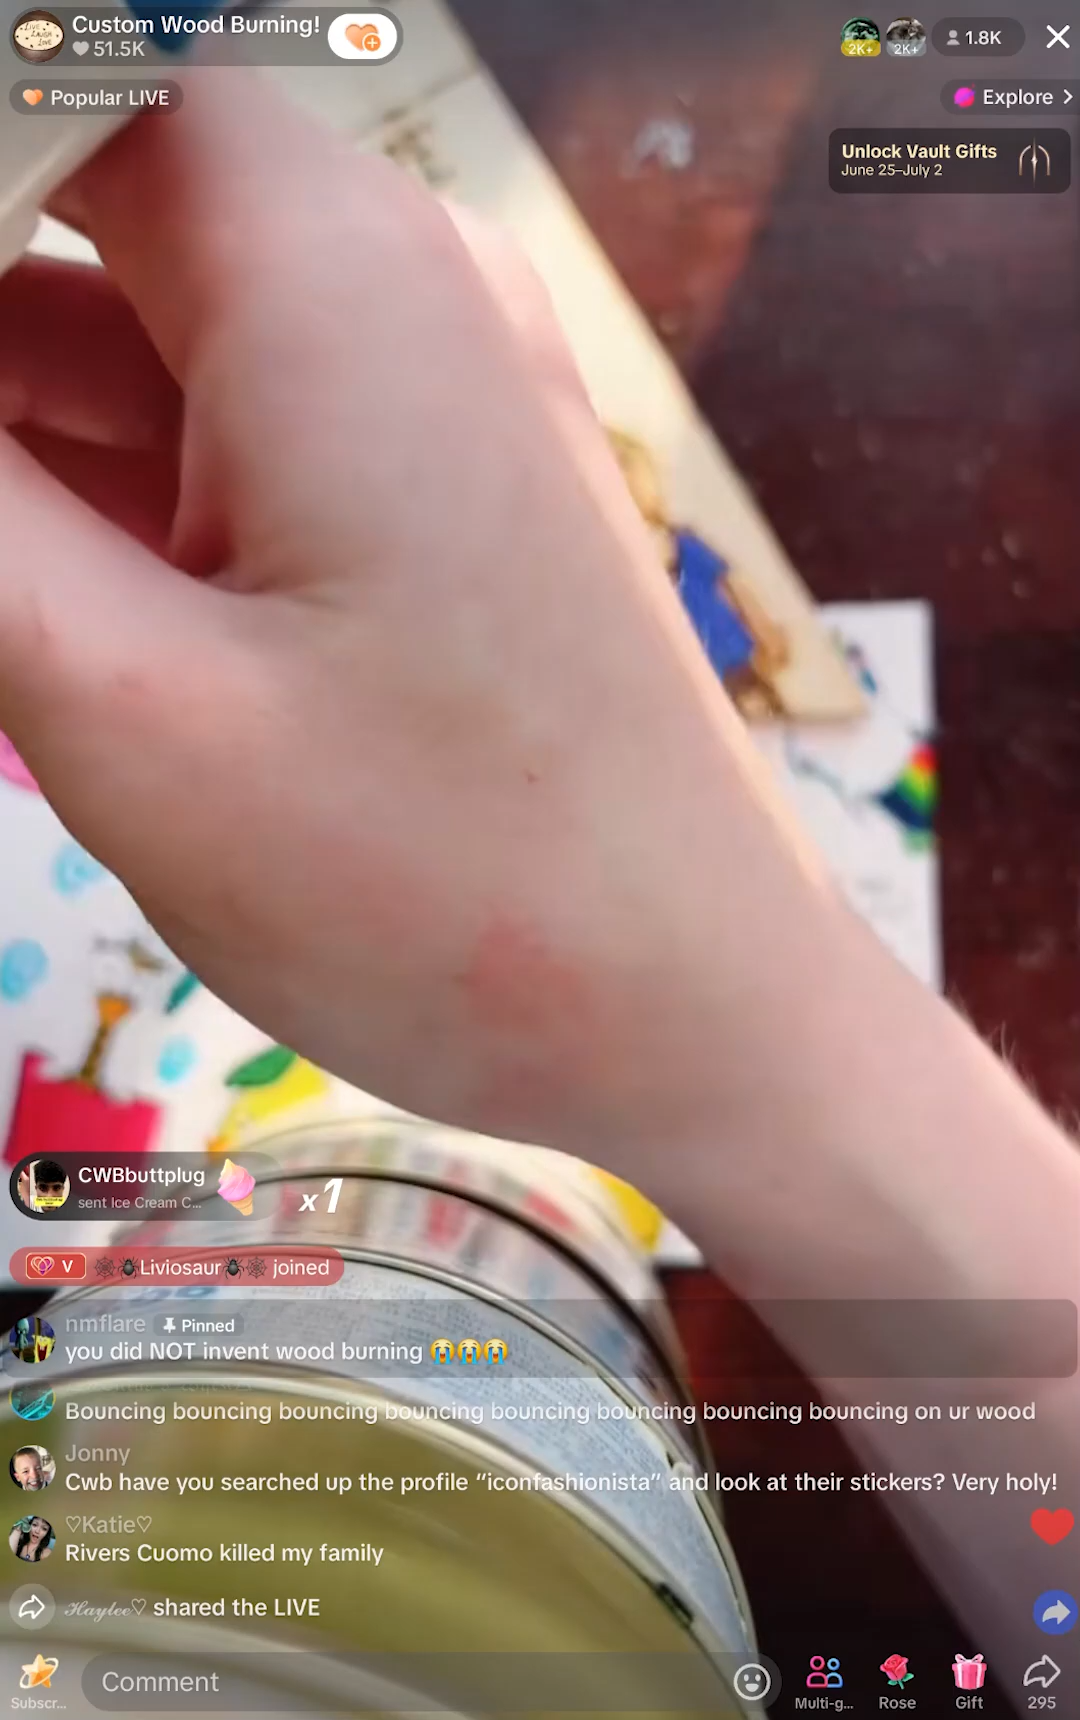 Custom Wood Burning!
51.5K
2K+
2K+
1.8K
Popular LIVE
Explore
Unlock Vault Gifts
June 25–July 2
LIVE
LAUGH
LOVE
CWBbuttplug
sent Ice Cream C...
x1
V 🕸️🕷️Liviosaur🕷️🕸️ joined
nmflare Pinned
you did NOT invent wood burning 😭😭😭
Bouncing bouncing bouncing bouncing bouncing bouncing bouncing bouncing on ur wood
Jonny
Cwb have you searched up the profile “iconfashionista” and look at their stickers? Very holy!
♡Katie♡
Rivers Cuomo killed my family
𝓗𝓪𝔂𝓵𝓮𝓮♡ shared the LIVE
Comment
Subscr...
Multi-g...
Rose
Gift
295